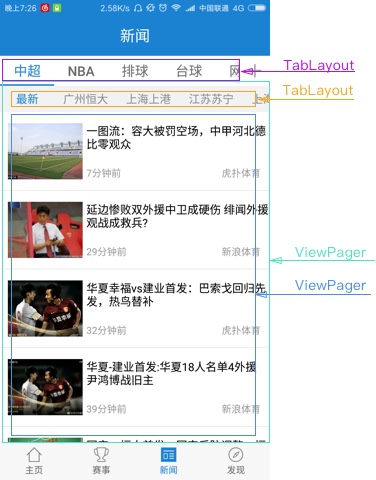 晚上7:26 2.58K/s 中国联通 4G
新闻
中超 NBA 排球 台球
TabLayout
最新 广州恒大 上海上港 江苏苏宁 上海
TabLayout
一图流：容大被罚空场，中甲河北德
比零观众
7分钟前 虎扑体育
延边惨败双外援中卫成硬伤 绯闻外援
观战成救兵?
29分钟前 新浪体育
ViewPager
ViewPager
华夏幸福vs建业首发：巴索戈回归先
发，热鸟替补
32分钟前 虎扑体育
华夏-建业首发:华夏18人名单4外援
尹鸿博战旧主
39分钟前 新浪体育
主页 赛事 新闻 发现